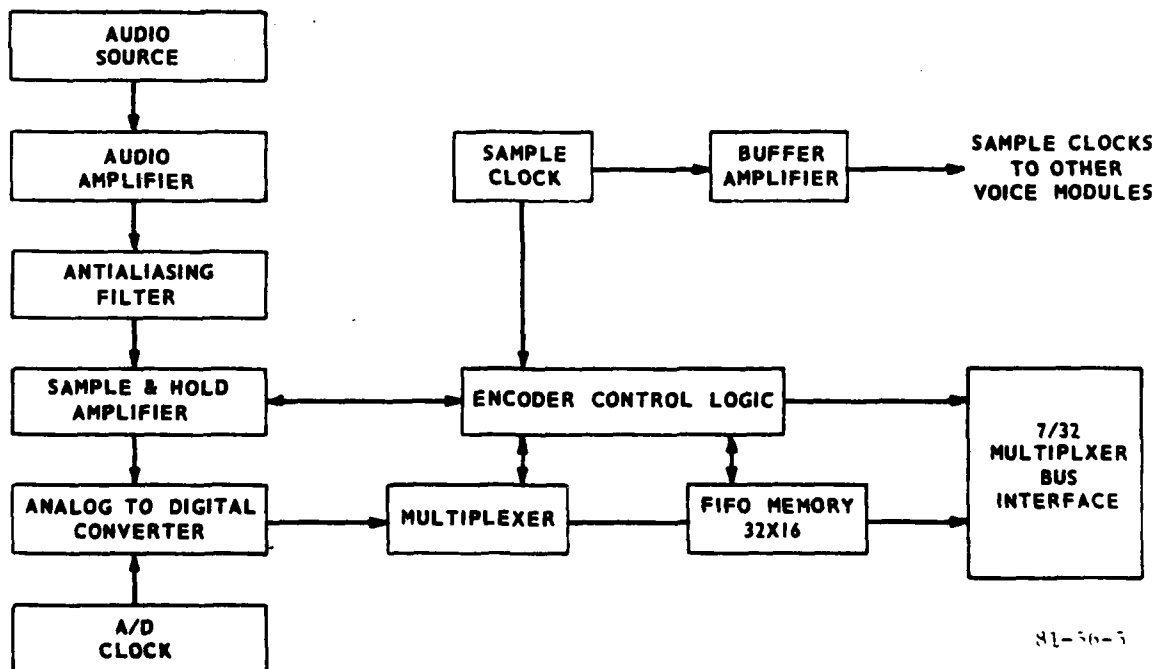 AUDIO
SOURCE
AUDIO
AMPLIFIER
SAMPLE
CLOCK
BUFFER
AMPLIFIER
SAMPLE CLOCKS
TO OTHER
VOICE MODULES
ANTIALIASING
FILTER
SAMPLE & HOLD
AMPLIFIER
ENCODER CONTROL LOGIC
7/32
MULTIPLXER
BUS
INTERFACE
ANALOG TO DIGITAL
CONVERTER
MULTIPLEXER
FIFO MEMORY
32X16
A/D
CLOCK